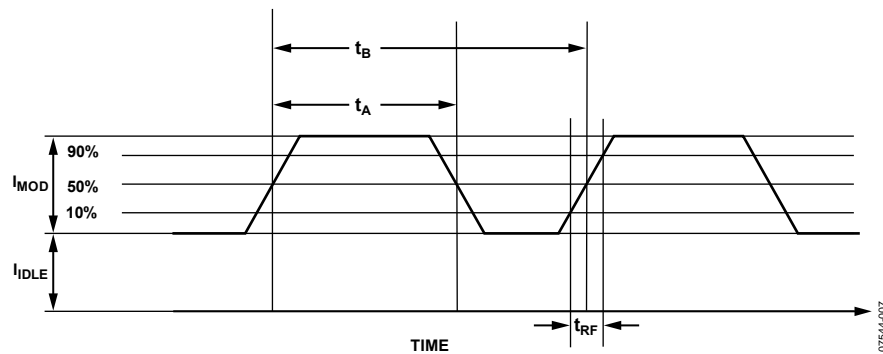 tB
tA
90%
IMOD
50%
10%
IIDLE
tRF
TIME
07544-007